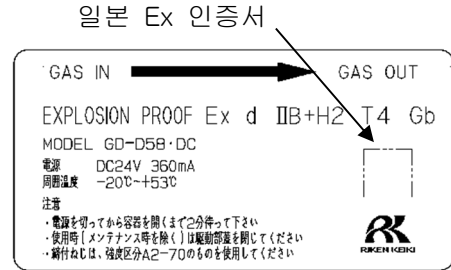 일본 Ex 인증서
GAS IN GAS OUT
EXPLOSION PROOF Ex d ⅡB+H2 T4 Gb
MODEL GD-D58・DC
電源 DC24V 360mA
周囲温度 -20℃~+53℃
注意
・電源を切ってから容器を開くまで2分待って下さい
・使用時(メンテナンス時を除く)は駆動部蓋を閉じてください
・締付ねじは、強度区分A2-70のものを使用してください
RIKEN KEIKI